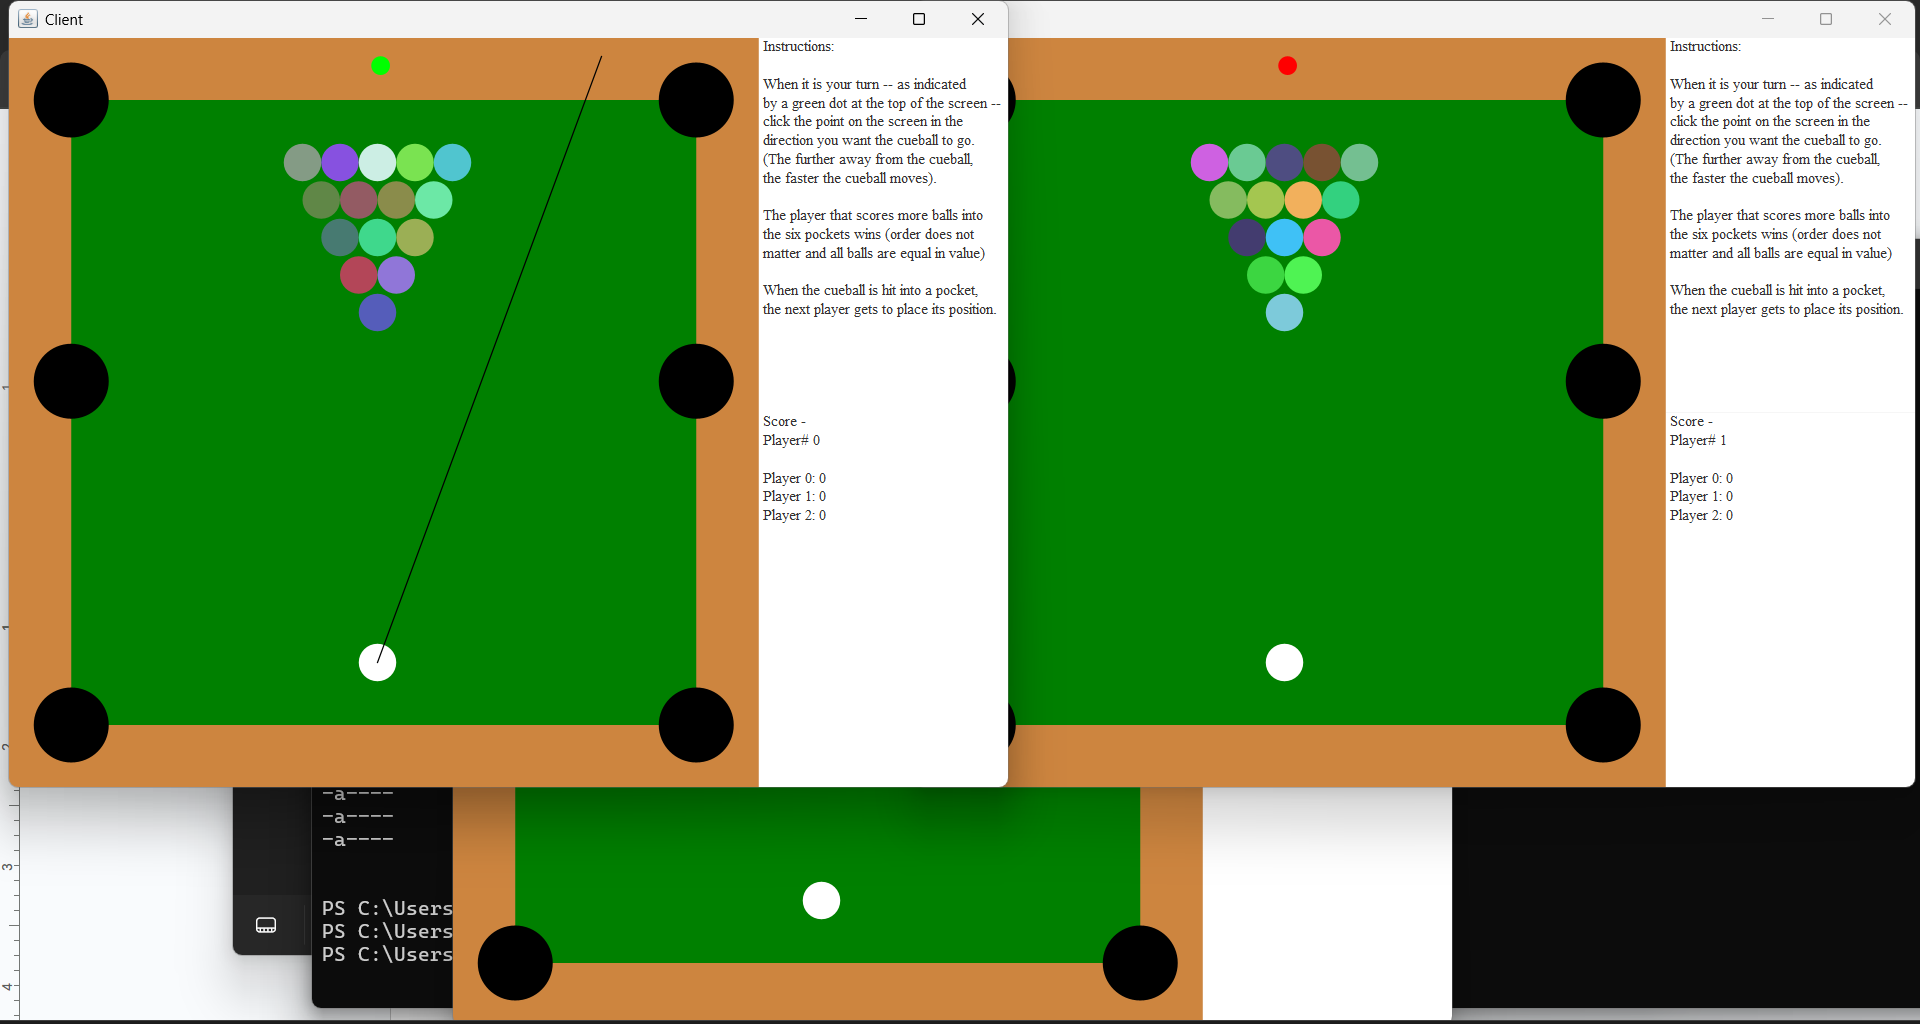 Client
Instructions:
When it is your turn -- as indicated
by a green dot at the top of the screen --
click the point on the screen in the
direction you want the cueball to go.
(The further away from the cueball,
the faster the cueball moves).
The player that scores more balls into
the six pockets wins (order does not
matter and all balls are equal in value)
When the cueball is hit into a pocket,
the next player gets to place its position.
Score -
Player# 0
Player 0: 0
Player 1: 0
Player 2: 0
Instructions:
When it is your turn -- as indicated
by a green dot at the top of the screen --
click the point on the screen in the
direction you want the cueball to go.
(The further away from the cueball,
the faster the cueball moves).
The player that scores more balls into
the six pockets wins (order does not
matter and all balls are equal in value)
When the cueball is hit into a pocket,
the next player gets to place its position.
Score -
Player# 1
Player 0: 0
Player 1: 0
Player 2: 0
1
1
2
3
4
-a----
-a----
-a----
PS C:\Users
PS C:\Users
PS C:\Users